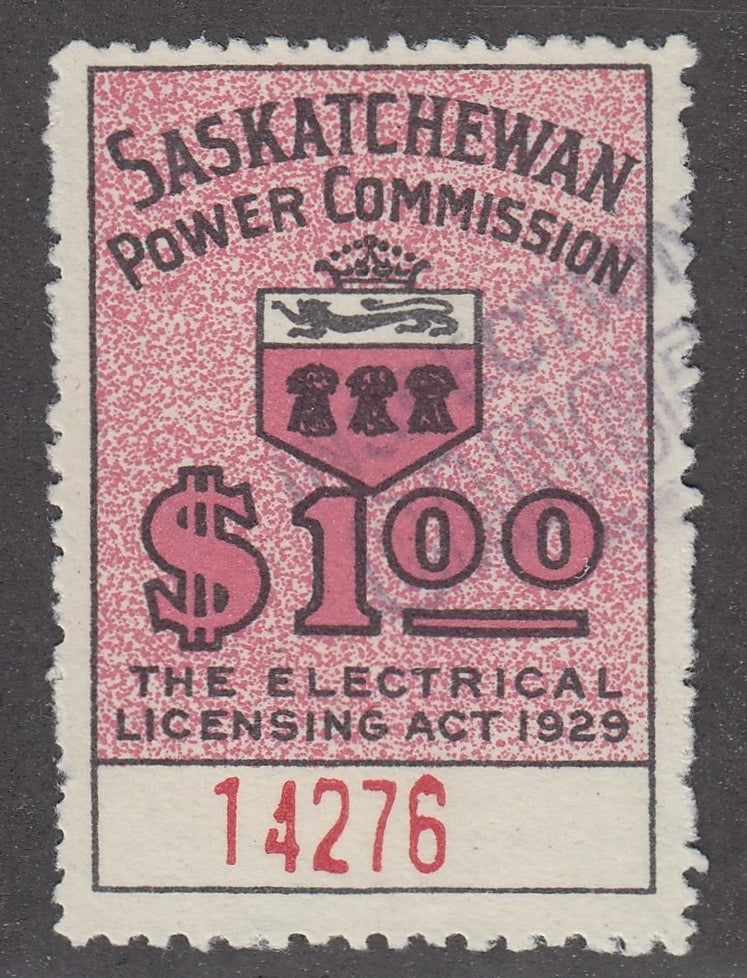 SASKATCHEWAN
POWER COMMISSION
$1.00
THE ELECTRICAL
LICENSING ACT 1929
14276